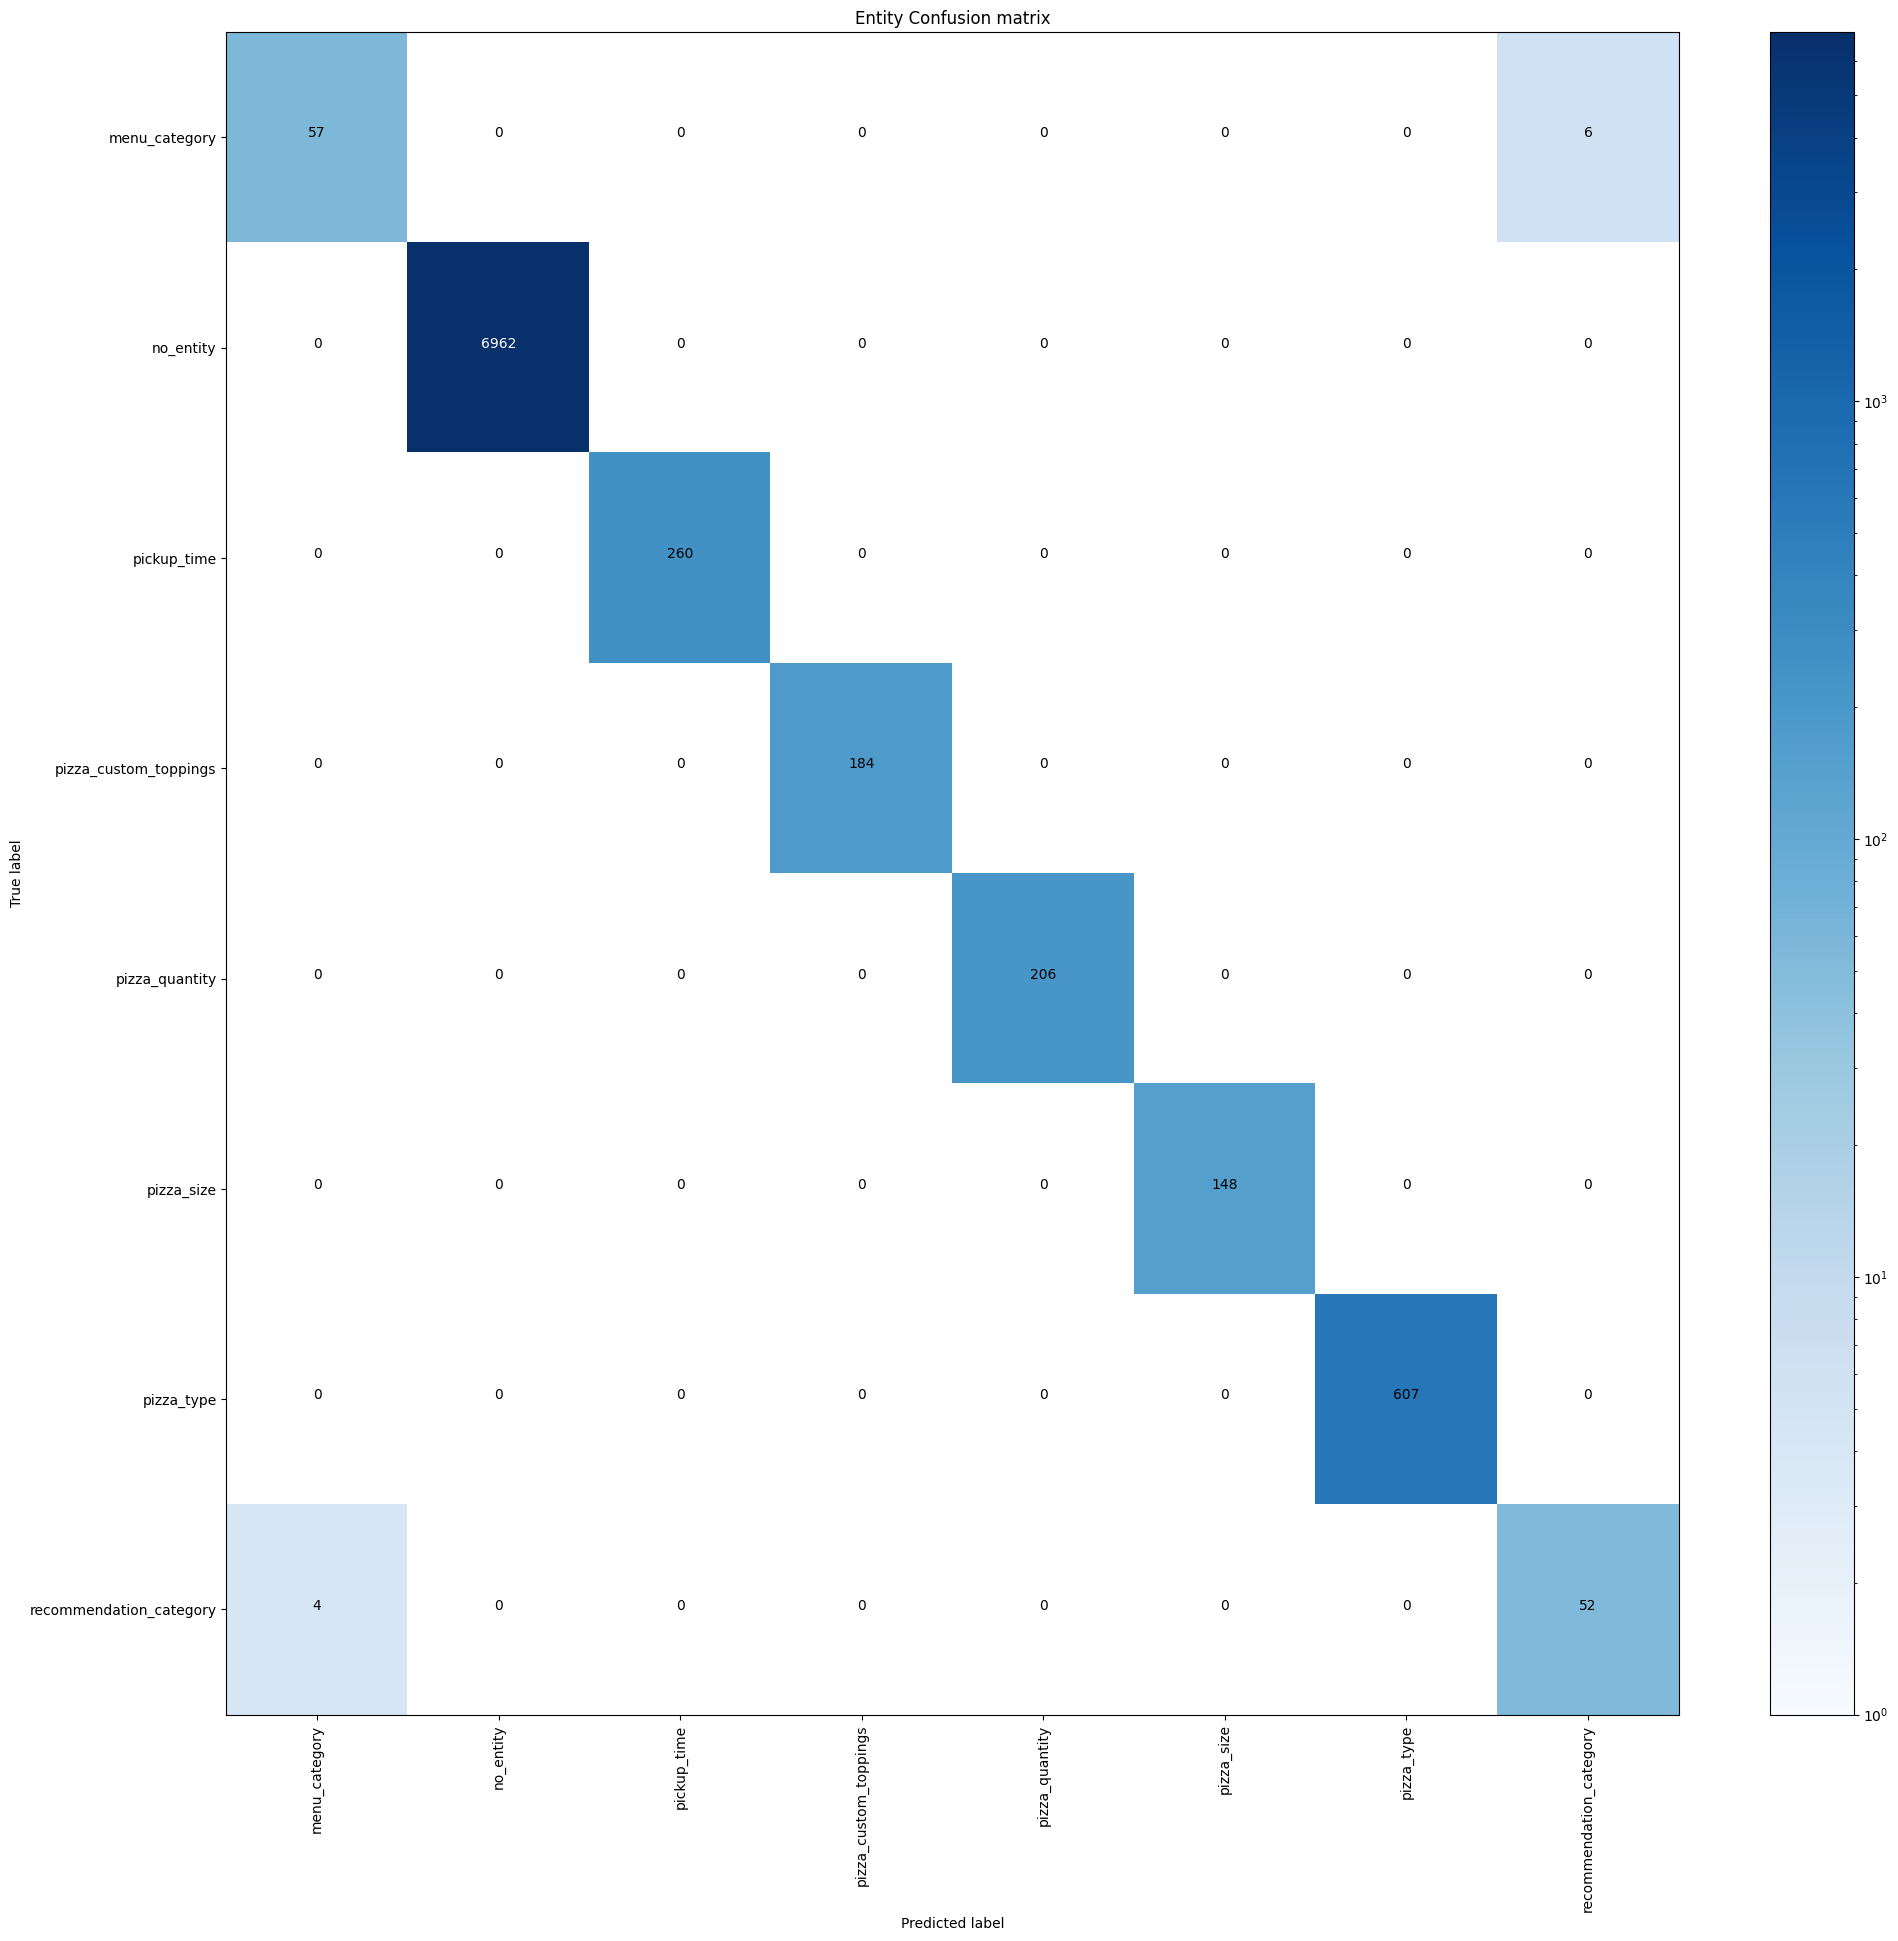 Entity Confusion matrix
menu_category
57 0 0 0 0 0 0 6
no_entity
0 6962 0 0 0 0 0 0
pickup_time
0 0 260 0 0 0 0 0
pizza_custom_toppings
0 0 0 184 0 0 0 0
pizza_quantity
0 0 0 0 206 0 0 0
pizza_size
0 0 0 0 0 148 0 0
pizza_type
0 0 0 0 0 0 607 0
recommendation_category
4 0 0 0 0 0 0 52
True label
menu_category
no_entity
pickup_time
pizza_custom_toppings
pizza_quantity
pizza_size
pizza_type
recommendation_category
Predicted label
10³
10²
10¹
10⁰